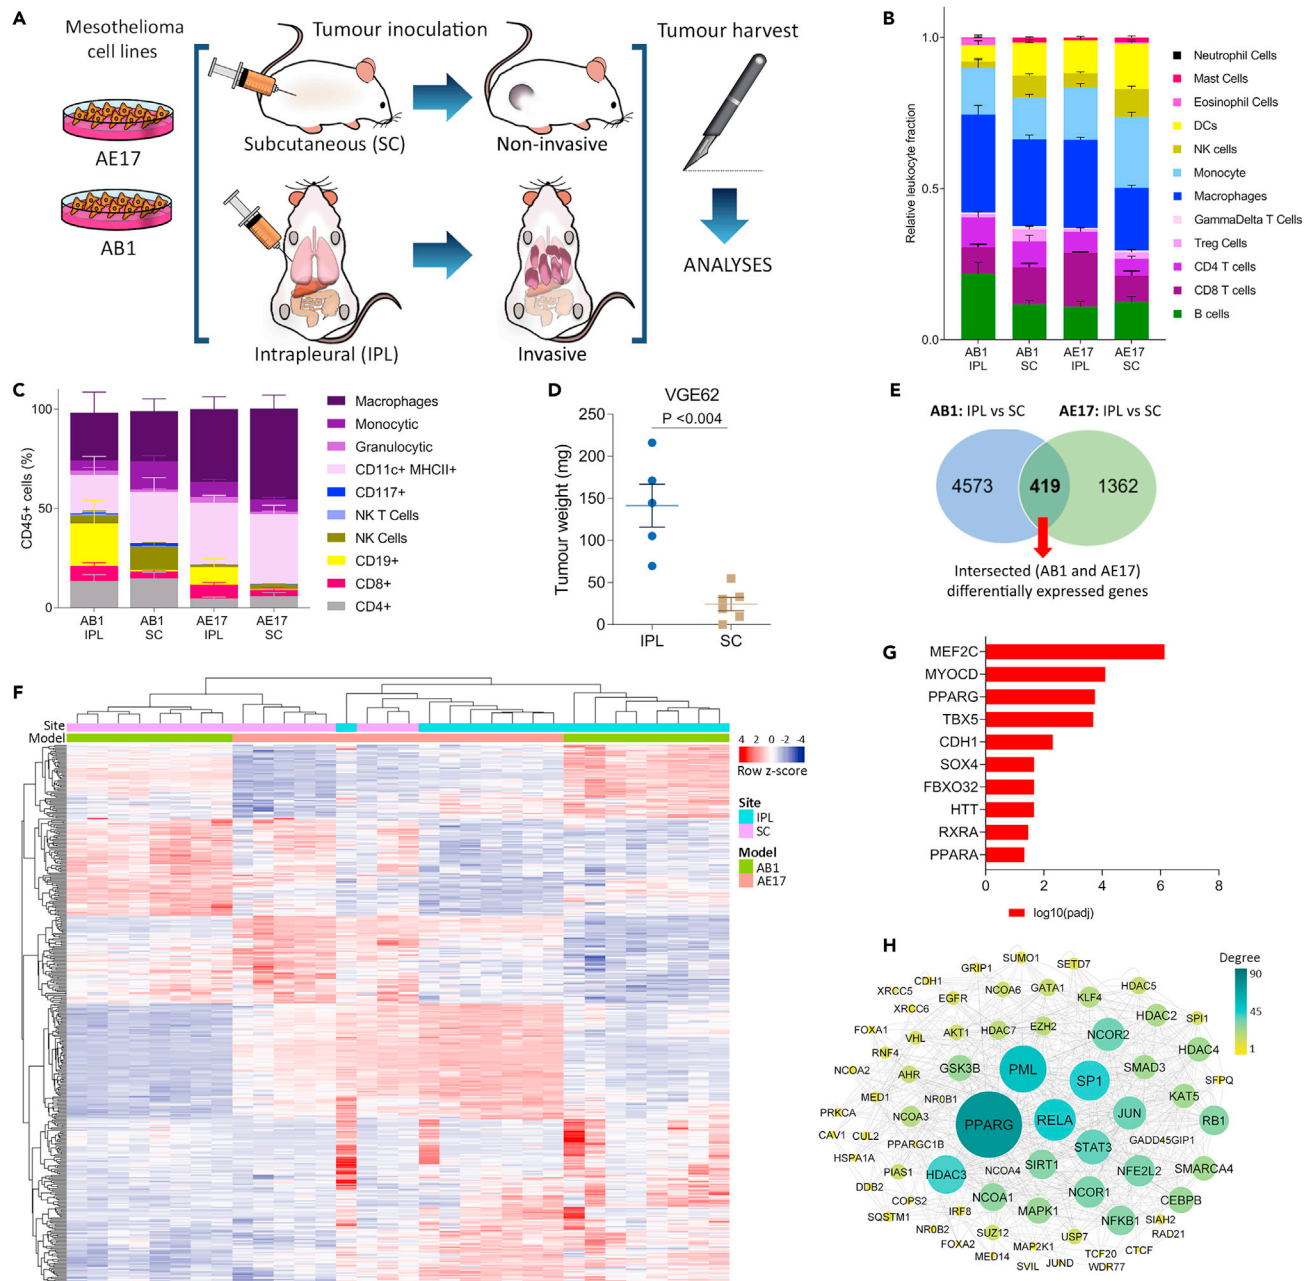 A
Mesothelioma
cell lines
AE17
AB1
Tumour inoculation
Subcutaneous (SC)
Non-invasive
Intrapleural (IPL)
Invasive
Tumour harvest
ANALYSES
B
Relative leukocyte fraction
1.0
0.5
0.0
AB1
IPL
AB1
SC
AE17
IPL
AE17
SC
Neutrophil Cells
Mast Cells
Eosinophil Cells
DCs
NK cells
Monocyte
Macrophages
GammaDelta T Cells
Treg Cells
CD4 T cells
CD8 T cells
B cells
C
CD45+ cells (%)
100
50
0
AB1
IPL
AB1
SC
AE17
IPL
AE17
SC
Macrophages
Monocytic
Granulocytic
CD11c+ MHCII+
CD117+
NK T Cells
NK Cells
CD19+
CD8+
CD4+
D
VGE62
P <0.004
Tumour weight (mg)
250
200
150
100
50
0
IPL
SC
E
AB1: IPL vs SC
AE17: IPL vs SC
4573
419
1362
Intersected (AB1 and AE17)
differentially expressed genes
F
Site
Model
4 2 0 -2 -4
Row z-score
Site
IPL
SC
Model
AB1
AE17
G
MEF2C
MYOCD
PPARG
TBX5
CDH1
SOX4
FBXO32
HTT
RXRA
PPARA
0 2 4 6 8
log10(padj)
H
Degree
90
45
1
SUMO1
SETD7
GRIP1
CDH1
NCOA6
GATA1
HDAC5
XRCC5
EGFR
KLF4
XRCC6
HDAC2
SPI1
FOXA1
VHL
AKT1
HDAC7
EZH2
NCOR2
RNF4
HDAC4
NCOA2
AHR
GSK3B
PML
SP1
SMAD3
SFPQ
MED1
NR0B1
KAT5
PRKCA
NCOA3
PPARG
RELA
JUN
RB1
CAV1
CUL2
PPARGC1B
GADD45GIP1
HSPA1A
STAT3
PIAS1
HDAC3
NCOA4
SIRT1
NFE2L2
SMARCA4
DDB2
COPS2
NCOA1
NCOR1
CEBPB
SQSTM1
IRF8
MAPK1
NFKB1
SIAH2
NR0B2
SUZ12
USP7
RAD21
FOXA2
MAP2K1
TCF20
CTCF
MED14
SVIL
JUND
WDR77